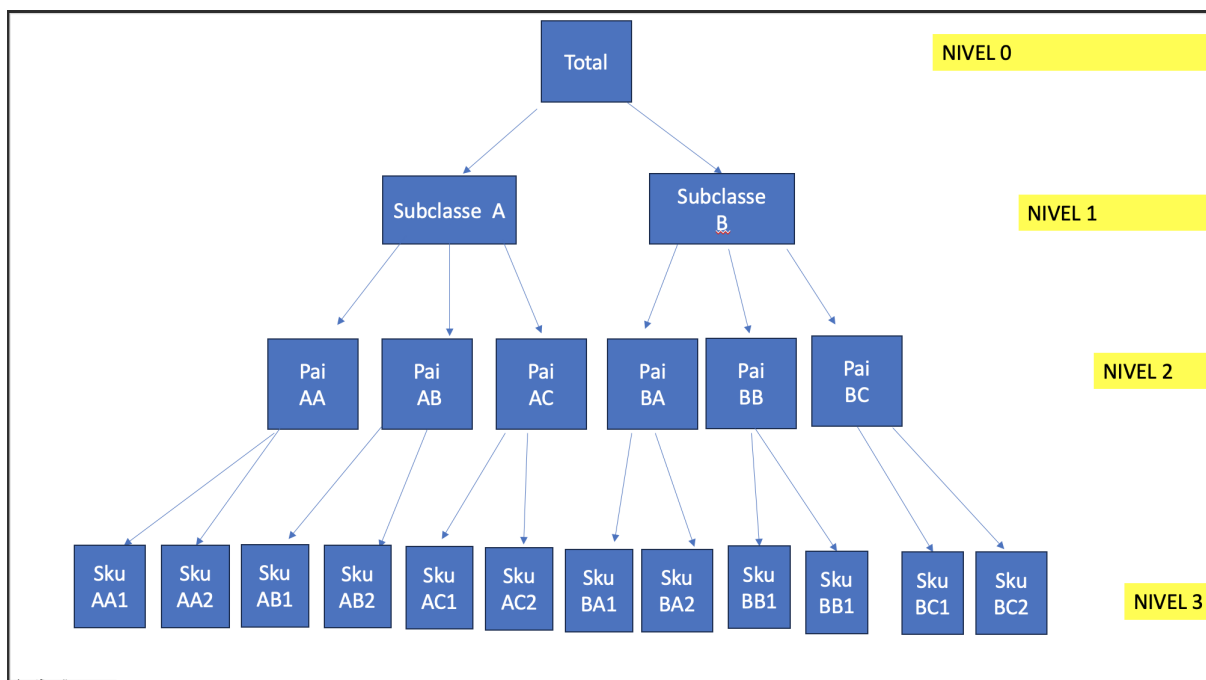 Total
NIVEL 0
Subclasse A
Subclasse
B
NIVEL 1
Pai
AA
Pai
AB
Pai
AC
Pai
BA
Pai
BB
Pai
BC
NIVEL 2
Sku
AA1
Sku
AA2
Sku
AB1
Sku
AB2
Sku
AC1
Sku
AC2
Sku
BA1
Sku
BA2
Sku
BB1
Sku
BB1
Sku
BC1
Sku
BC2
NIVEL 3